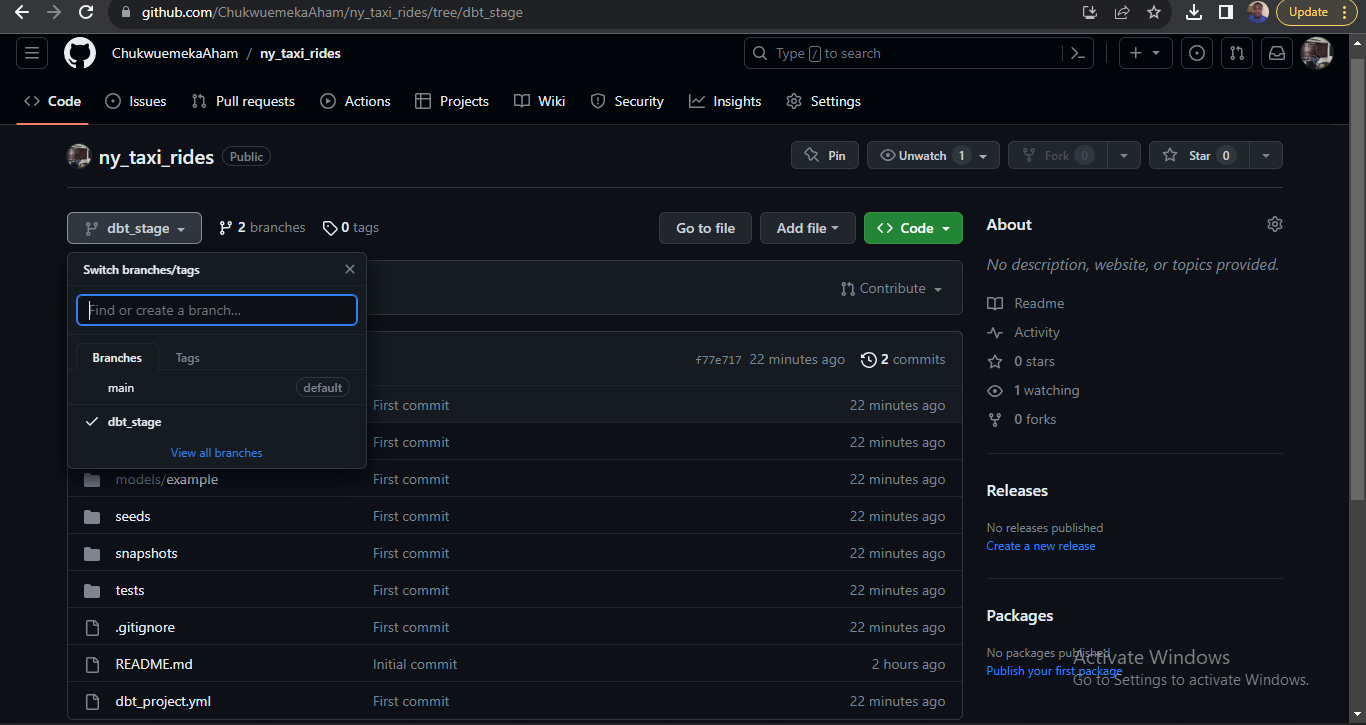 github.com/ChukwuemekaAham/ny_taxi_rides/tree/dbt_stage
Update
ChukwuemekaAham / ny_taxi_rides
Type / to search
Code
Issues
Pull requests
Actions
Projects
Wiki
Security
Insights
Settings
ny_taxi_rides
Public
Pin
Unwatch 1
Fork 0
Star 0
dbt_stage
2 branches
0 tags
Go to file
Add file
<> Code
Switch branches/tags
Find or create a branch...
Branches
Tags
main
default
dbt_stage
View all branches
Contribute
f77e717 22 minutes ago
2 commits
First commit
22 minutes ago
First commit
22 minutes ago
models/example
First commit
22 minutes ago
seeds
First commit
22 minutes ago
snapshots
First commit
22 minutes ago
tests
First commit
22 minutes ago
.gitignore
First commit
22 minutes ago
README.md
Initial commit
2 hours ago
dbt_project.yml
First commit
22 minutes ago
About
No description, website, or topics provided.
Readme
Activity
0 stars
1 watching
0 forks
Releases
No releases published
Create a new release
Packages
No packages published
Publish your first package
Activate Windows
Go to Settings to activate Windows.